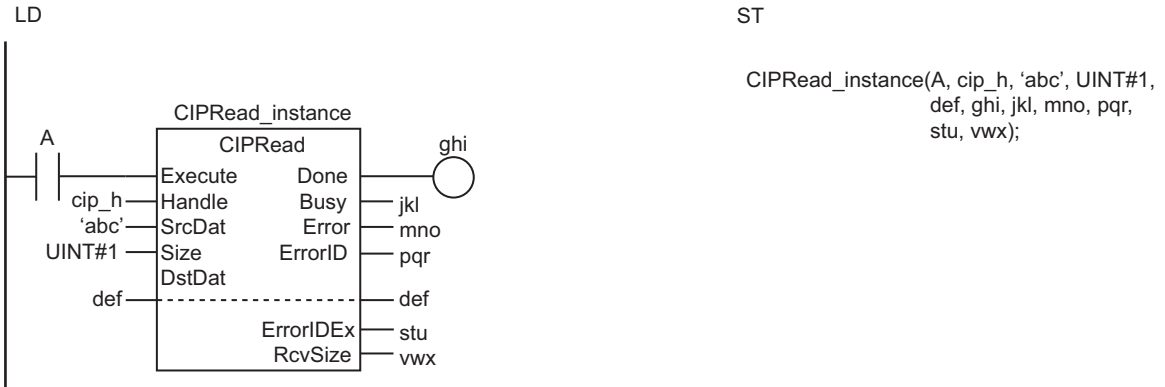 LD
ST
CIPRead_instance(A, cip_h, ‘abc’, UINT#1,
def, ghi, jkl, mno, pqr,
stu, vwx);
CIPRead_instance
A
CIPRead
ghi
Execute Done
cip_h Handle Busy jkl
‘abc’ SrcDat Error mno
UINT#1 Size ErrorID pqr
DstDat
def def
ErrorIDEx stu
RcvSize vwx